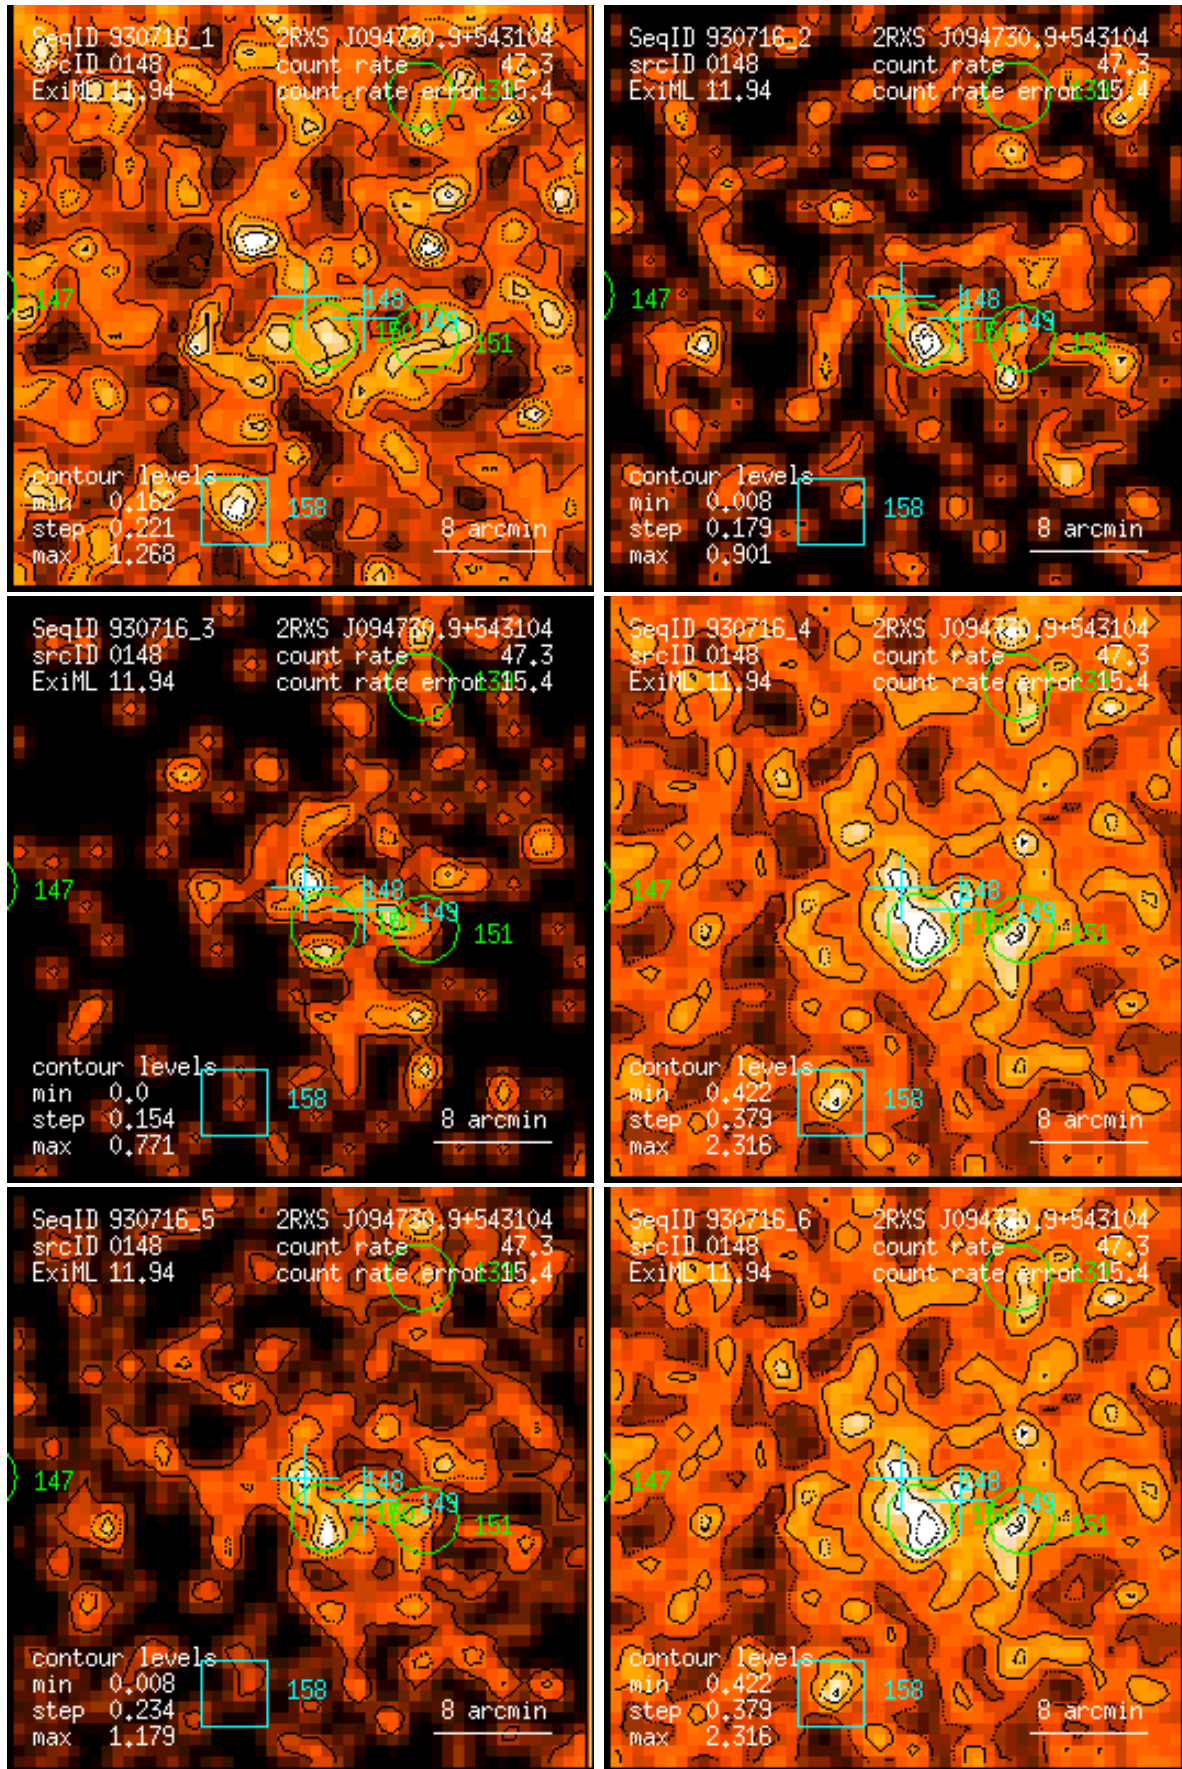 SeqID 930716_1 2RXS J094730.9+543104
srcID 0148 count rate 47.3
ExiML 11.94 count rate error 15.4
147
148
149
151
contour levels
min 0.162
158
step 0.221
8 arcmin
max 1.268
SeqID 930716_2 2RXS J094730.9+543104
srcID 0148 count rate 47.3
ExiML 11.94 count rate error 15.4
147
148
149
151
contour levels
min 0.008
158
step 0.179
8 arcmin
max 0.901
SeqID 930716_3 2RXS J094730.9+543104
srcID 0148 count rate 47.3
ExiML 11.94 count rate error 15.4
147
148
149
151
contour levels
min 0.0
158
step 0.154
8 arcmin
max 0.771
SeqID 930716_4 2RXS J094730.9+543104
srcID 0148 count rate 47.3
ExiML 11.94 count rate error 15.4
147
148
149
151
contour levels
min 0.422
158
step 0.379
8 arcmin
max 2.316
SeqID 930716_5 2RXS J094730.9+543104
srcID 0148 count rate 47.3
ExiML 11.94 count rate error 15.4
147
148
149
151
contour levels
min 0.008
158
step 0.234
8 arcmin
max 1.179
SeqID 930716_6 2RXS J094730.9+543104
srcID 0148 count rate 47.3
ExiML 11.94 count rate error 15.4
147
148
149
151
contour levels
min 0.422
158
step 0.379
8 arcmin
max 2.316